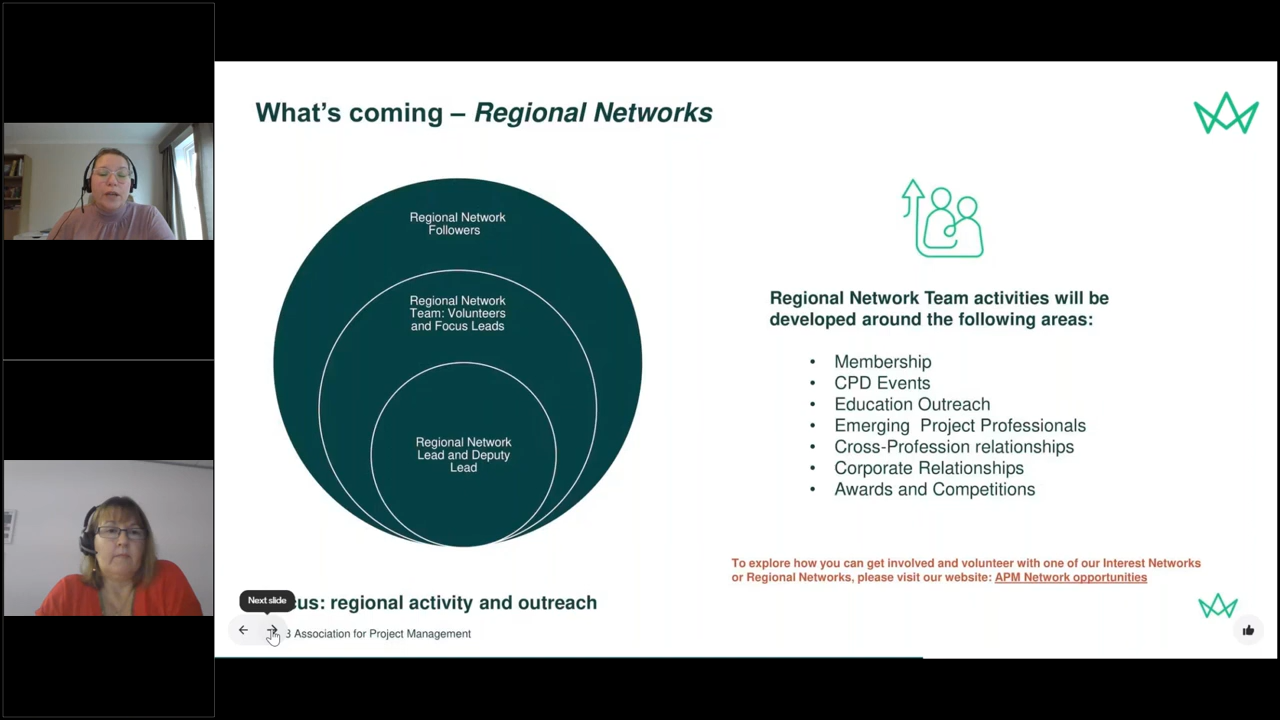 What's coming – Regional Networks
Regional Network
Followers
Regional Network
Team: Volunteers
and Focus Leads
Regional Network
Lead and Deputy
Lead
Regional Network Team activities will be
developed around the following areas:
• Membership
• CPD Events
• Education Outreach
• Emerging Project Professionals
• Cross-Profession relationships
• Corporate Relationships
• Awards and Competitions
To explore how you can get involved and volunteer with one of our Interest Networks
or Regional Networks, please visit our website: APM Network opportunities
Next slide
cus: regional activity and outreach
3 Association for Project Management